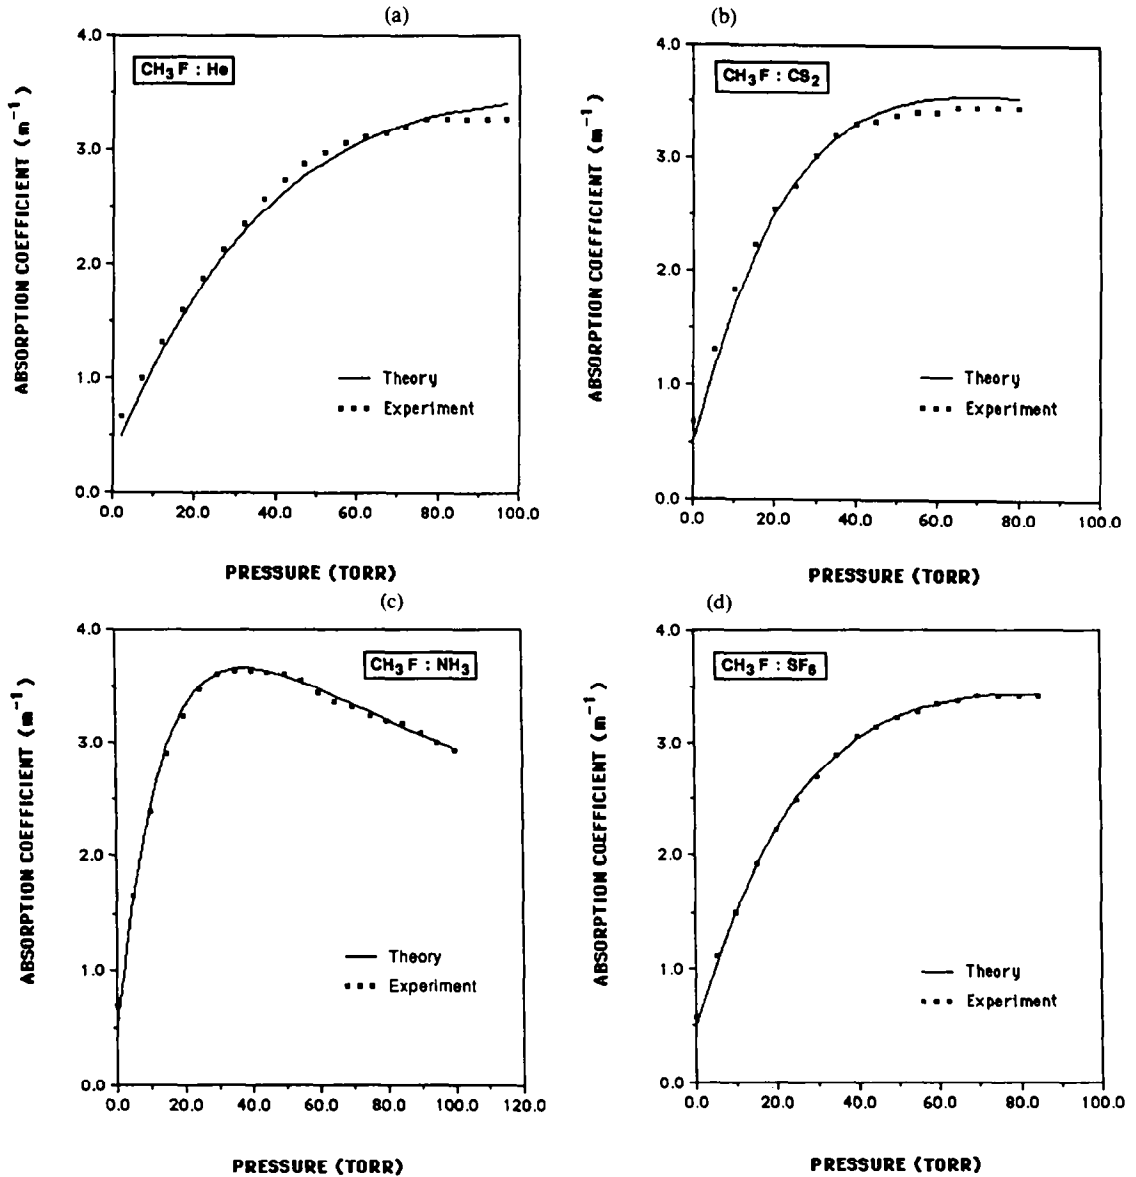 (a)
CH3F : He
ABSORPTION COEFFICIENT (m-1)
4.0
3.0
2.0
1.0
0.0
Theory
Experiment
0.0 20.0 40.0 60.0 80.0 100.0
PRESSURE (TORR)
(b)
CH3F : CS2
ABSORPTION COEFFICIENT (m-1)
4.0
3.0
2.0
1.0
0.0
Theory
Experiment
0.0 20.0 40.0 60.0 80.0 100.0
PRESSURE (TORR)
(c)
CH3F : NH3
ABSORPTION COEFFICIENT (m-1)
4.0
3.0
2.0
1.0
0.0
Theory
Experiment
0.0 20.0 40.0 60.0 80.0 100.0 120.0
PRESSURE (TORR)
(d)
CH3F : SF6
ABSORPTION COEFFICIENT (m-1)
4.0
3.0
2.0
1.0
0.0
Theory
Experiment
0.0 20.0 40.0 60.0 80.0 100.0
PRESSURE (TORR)